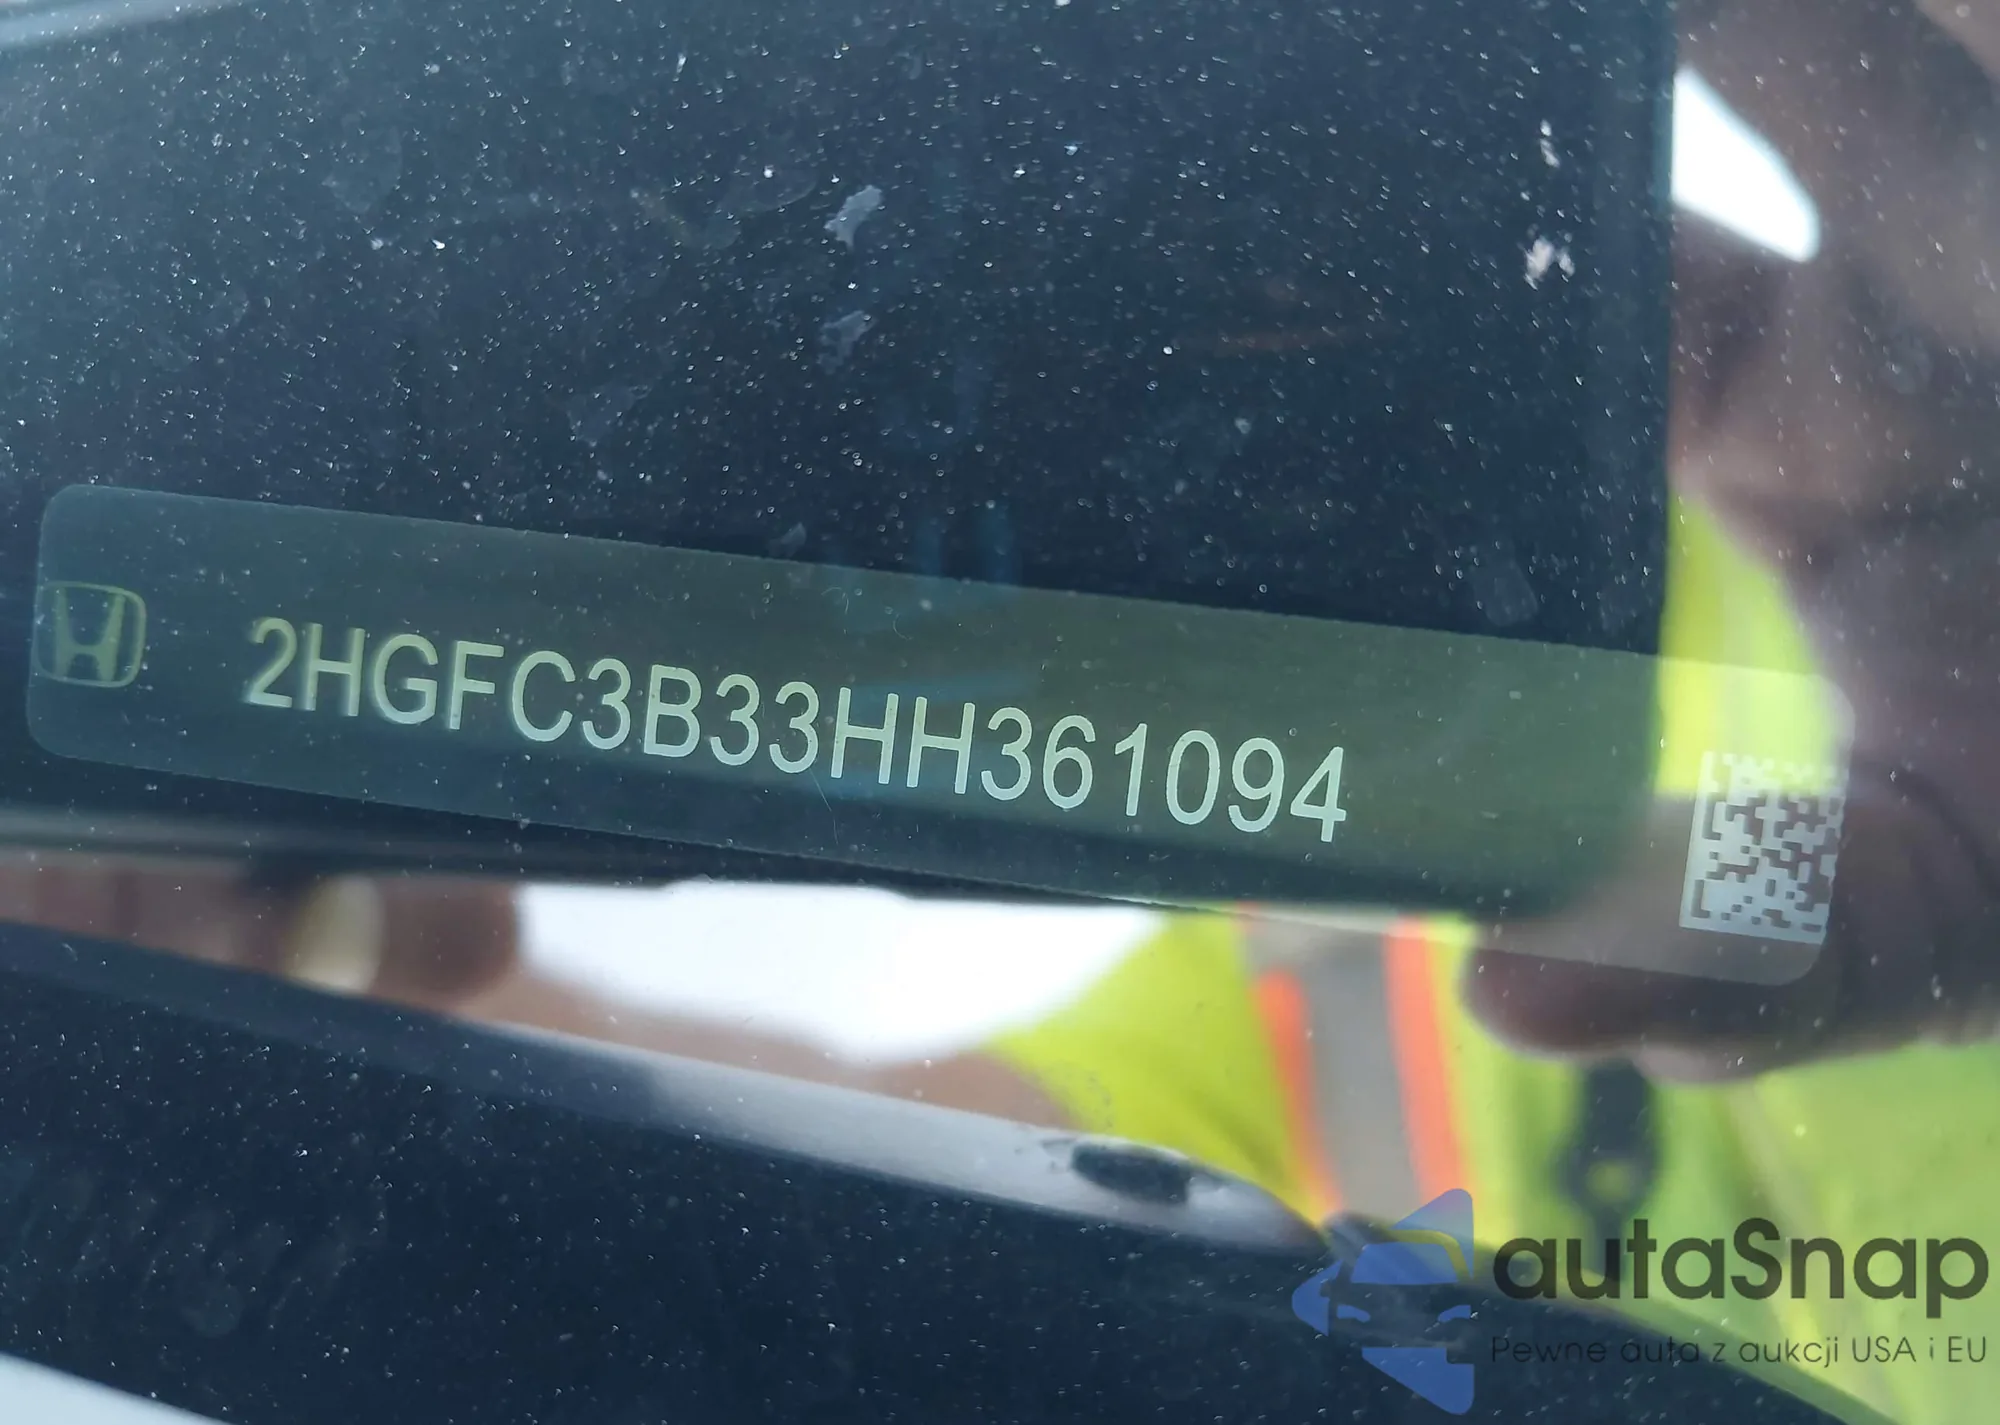 2HGFC3B33HH361094
autaSnap
Pewne auta z aukcji USA i EU